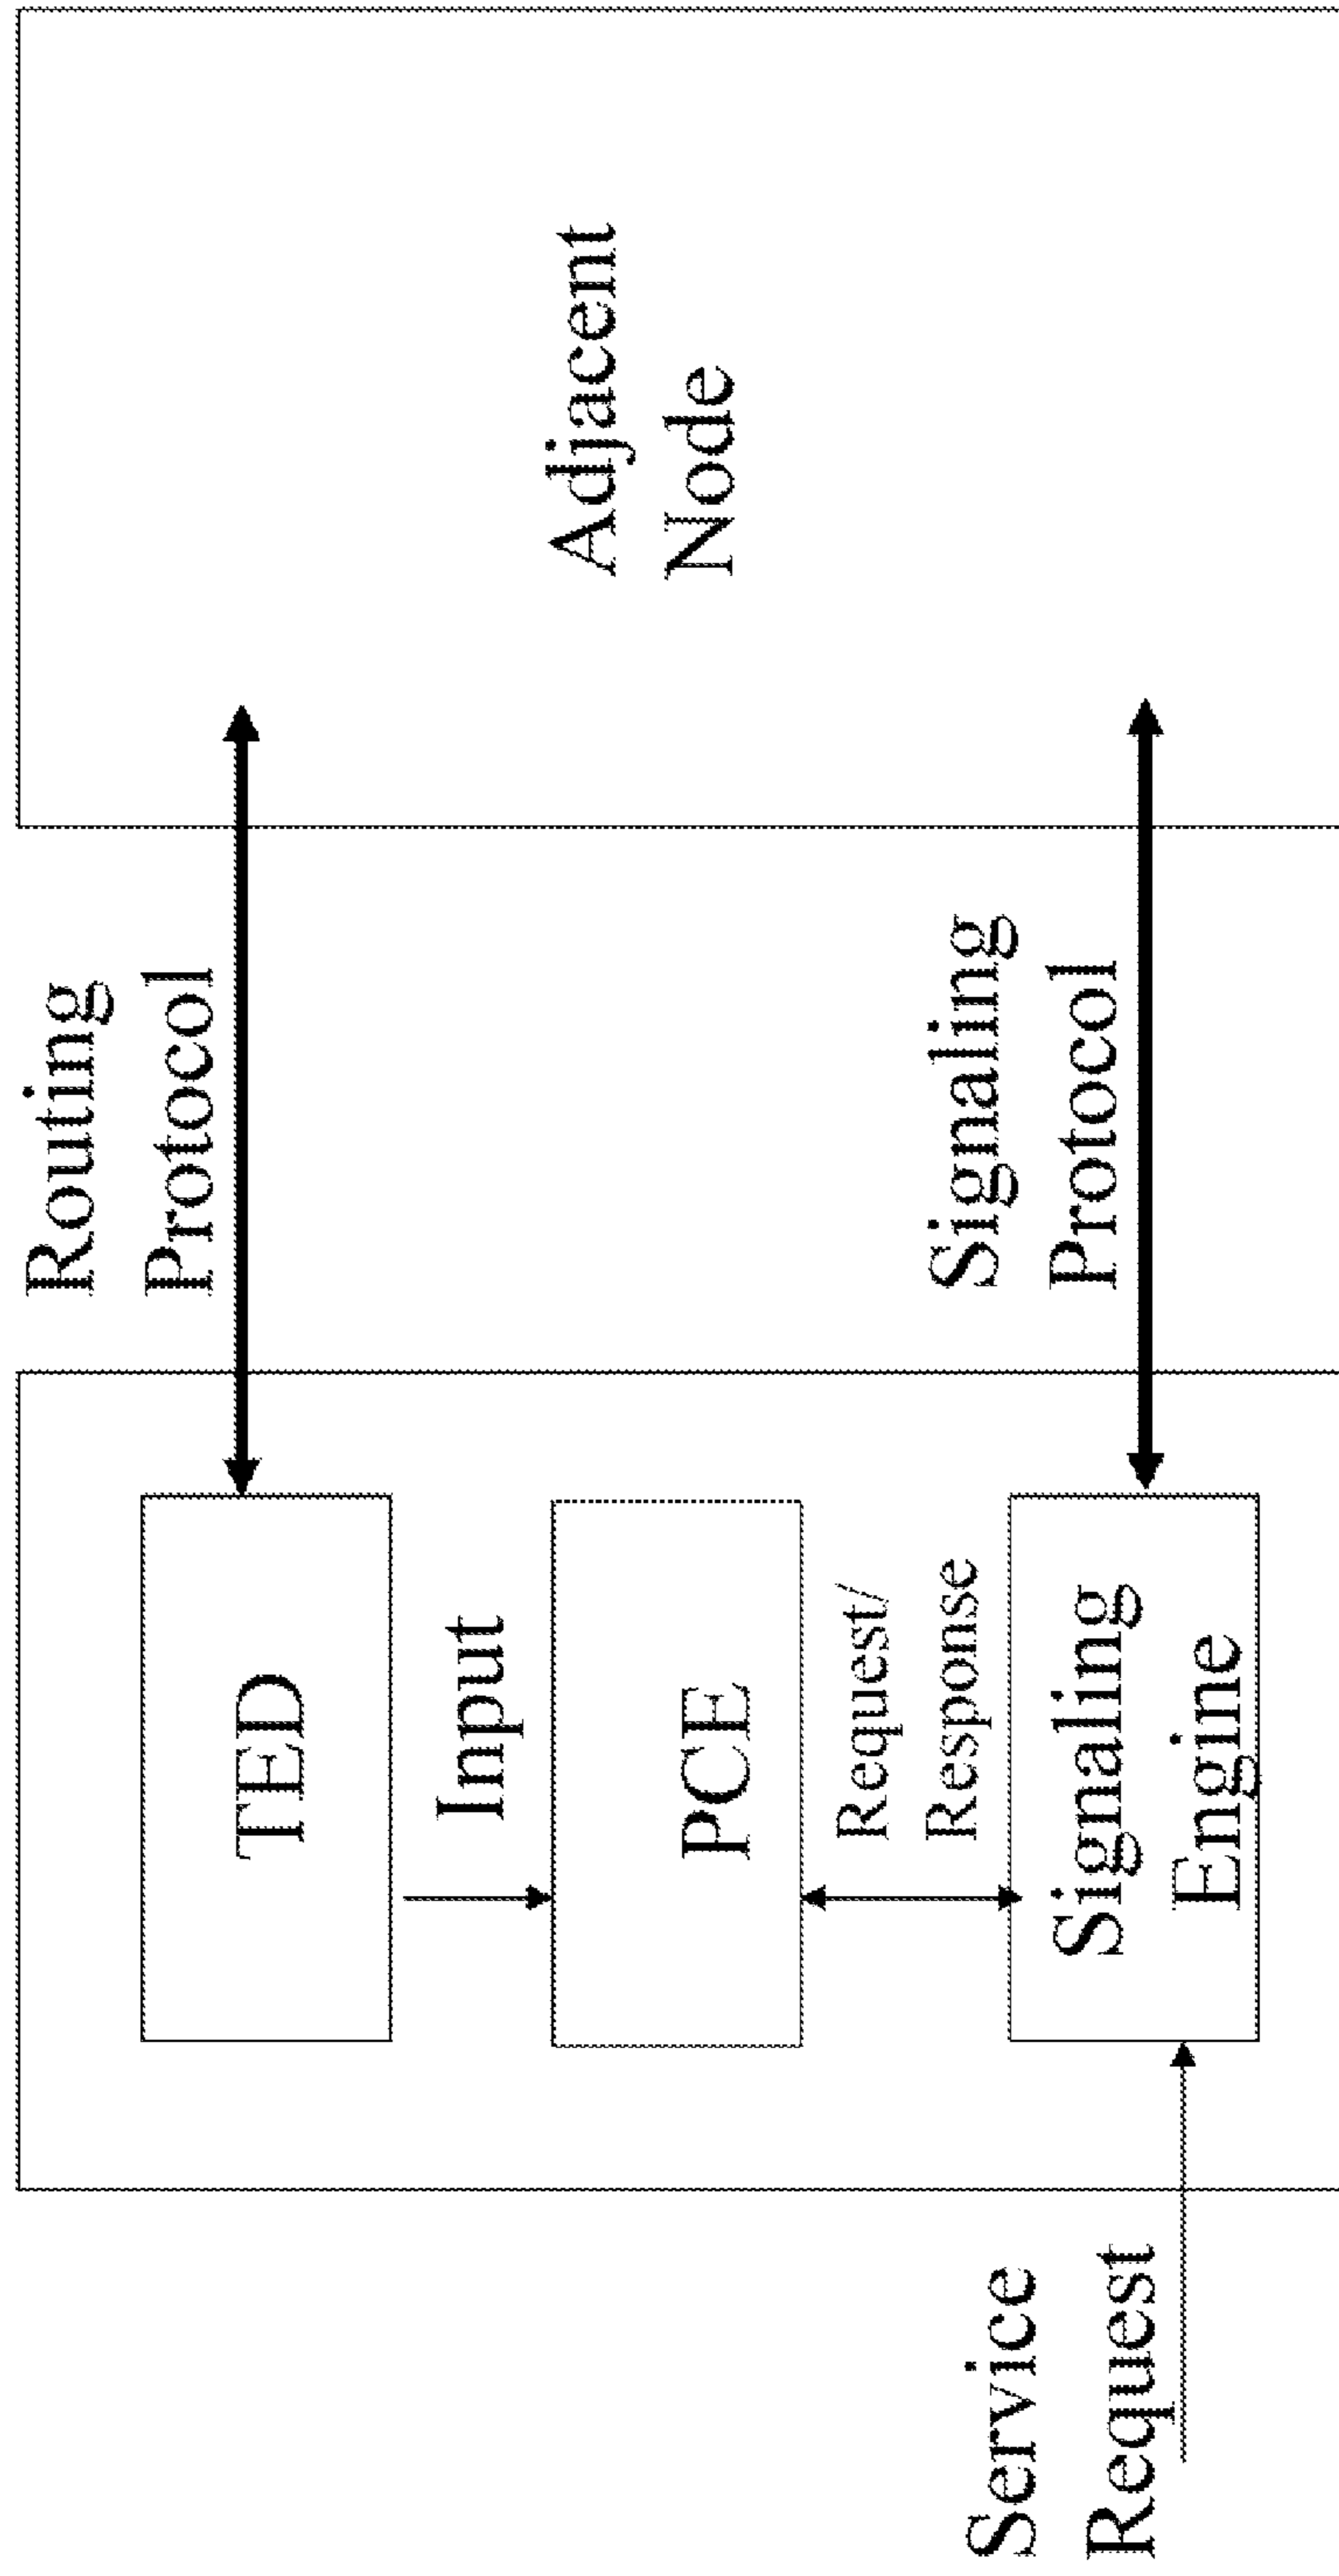 Routing
Protocol
TED
Input
PCE
Request/
Response
Adjacent
Node
Signaling
Protocol
Service
Request
Signaling
Engine